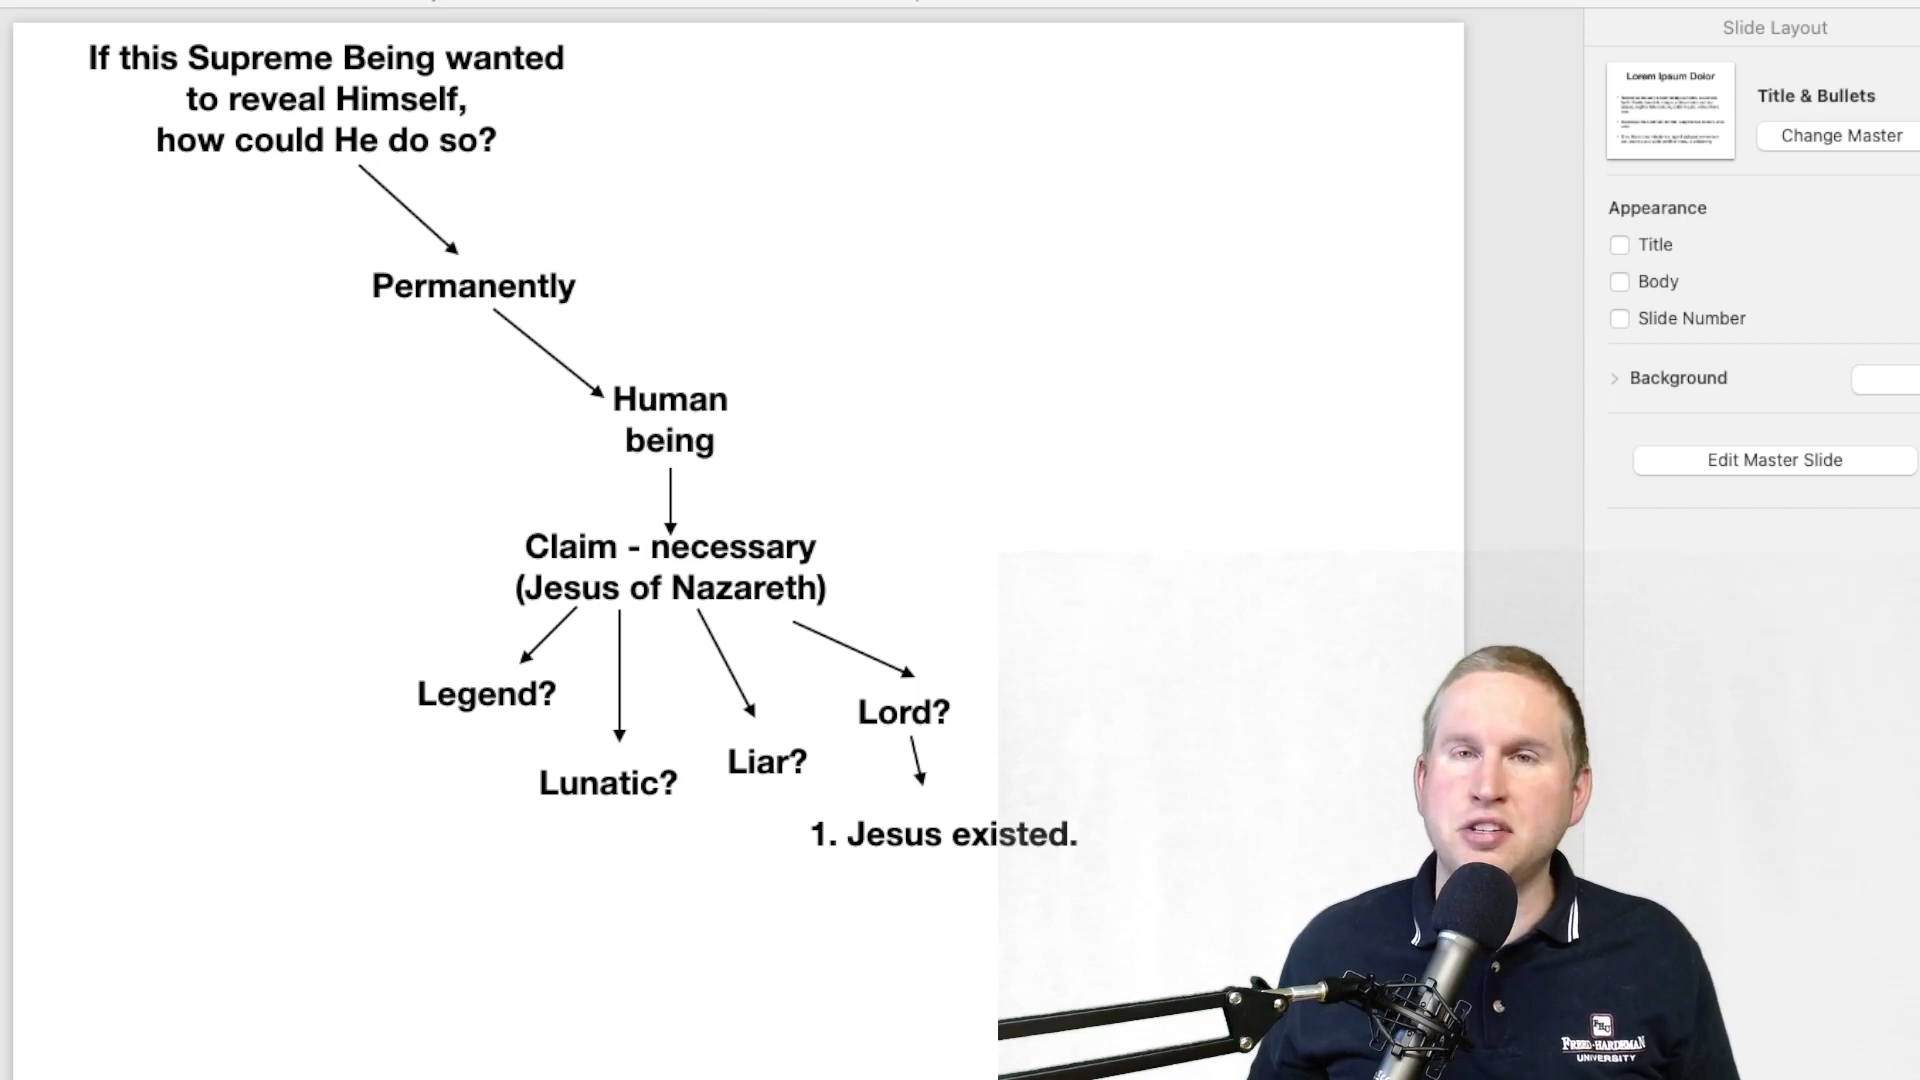 If this Supreme Being wanted
to reveal Himself,
how could He do so?
Permanently
Human
being
Claim - necessary
(Jesus of Nazareth)
Legend?
Lunatic?
Liar?
Lord?
1. Jesus existed.
Slide Layout
Lorem Ipsum Dolor
Title & Bullets
Change Master
Appearance
Title
Body
Slide Number
Background
Edit Master Slide
FHU
FREED-HARDEMAN
UNIVERSITY